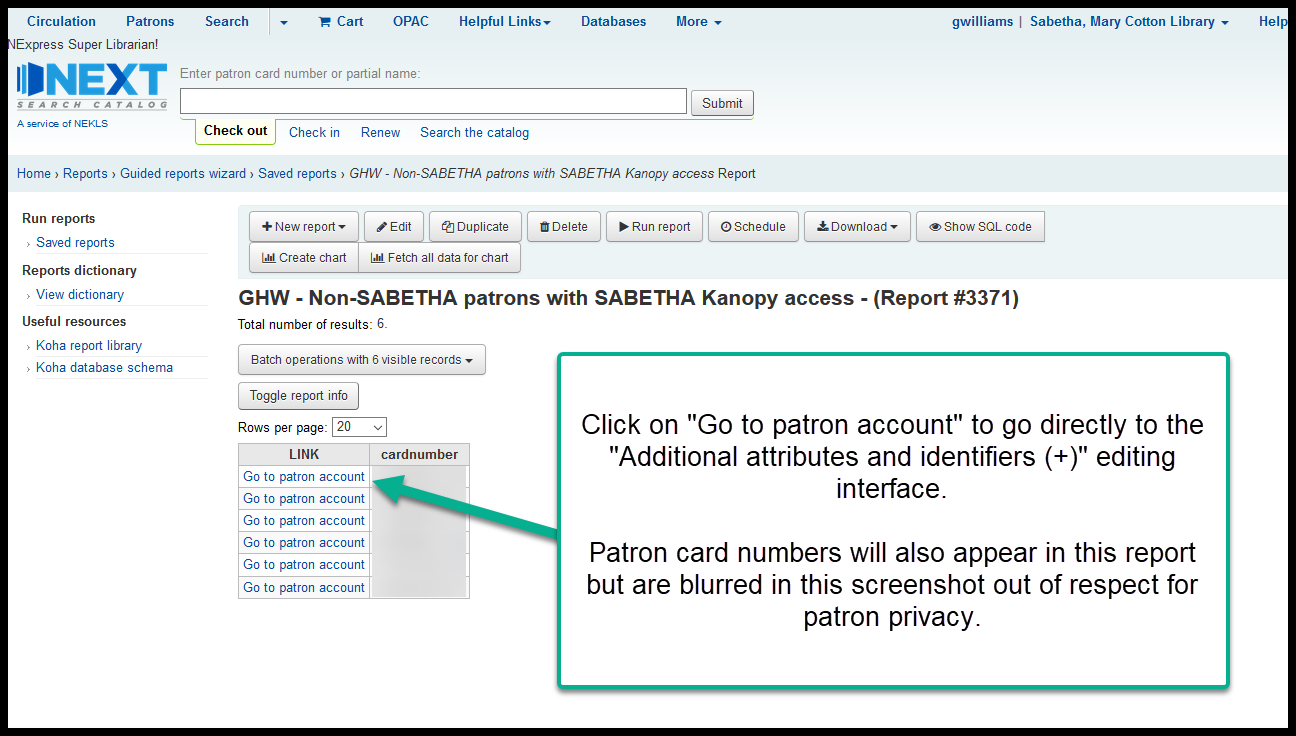 Circulation Patrons Search Cart OPAC Helpful Links Databases More gwilliams | Sabetha, Mary Cotton Library Help
NExpress Super Librarian!
NEXT
SEARCH CATALOG
A service of NEKLS
Enter patron card number or partial name:
Submit
Check out Check in Renew Search the catalog
Home › Reports › Guided reports wizard › Saved reports › GHW - Non-SABETHA patrons with SABETHA Kanopy access Report
Run reports
› Saved reports
Reports dictionary
› View dictionary
Useful resources
› Koha report library
› Koha database schema
New report Edit Duplicate Delete Run report Schedule Download Show SQL code
Create chart Fetch all data for chart
GHW - Non-SABETHA patrons with SABETHA Kanopy access - (Report #3371)
Total number of results: 6.
Batch operations with 6 visible records
Toggle report info
Rows per page: 20
LINK cardnumber
Go to patron account
Go to patron account
Go to patron account
Go to patron account
Go to patron account
Go to patron account
Click on "Go to patron account" to go directly to the
"Additional attributes and identifiers (+)" editing
interface.
Patron card numbers will also appear in this report
but are blurred in this screenshot out of respect for
patron privacy.